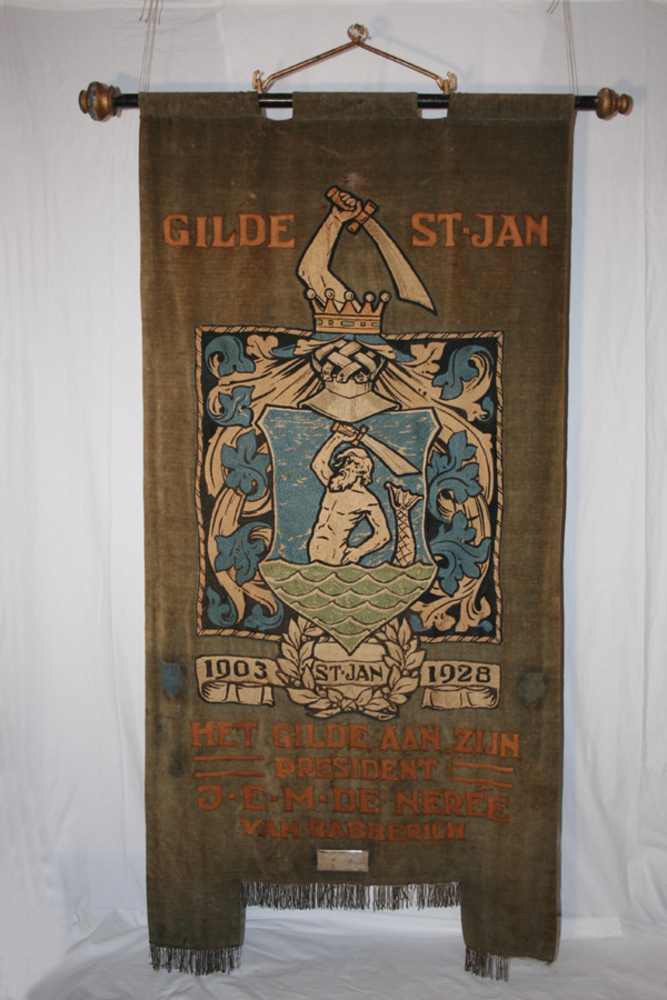 GILDE ST·JAN
1903 ST·JAN 1928
HET GILDE AAN ZIJN
PRESIDENT
J·E·M·DE NERÉE
VAN BABBERICH